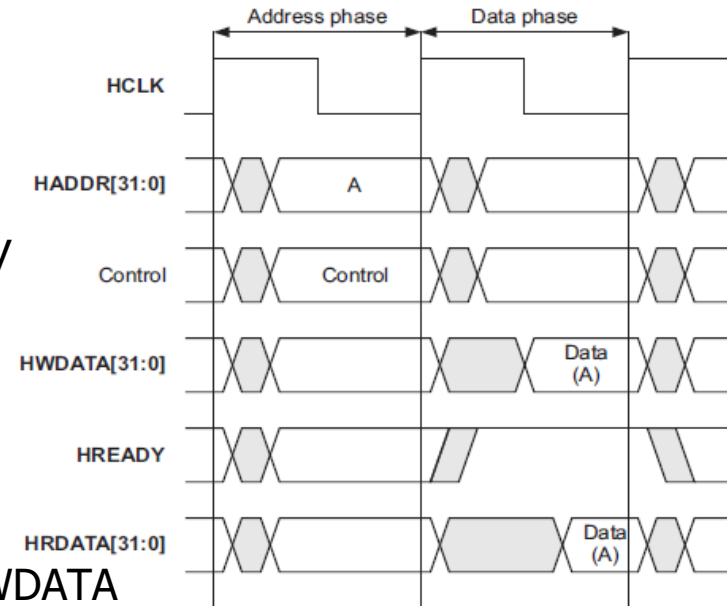 Address phase Data phase
HCLK
HADDR[31:0] A
Control Control
HWDATA[31:0] Data (A)
HREADY
HRDATA[31:0] Data (A)
WDATA